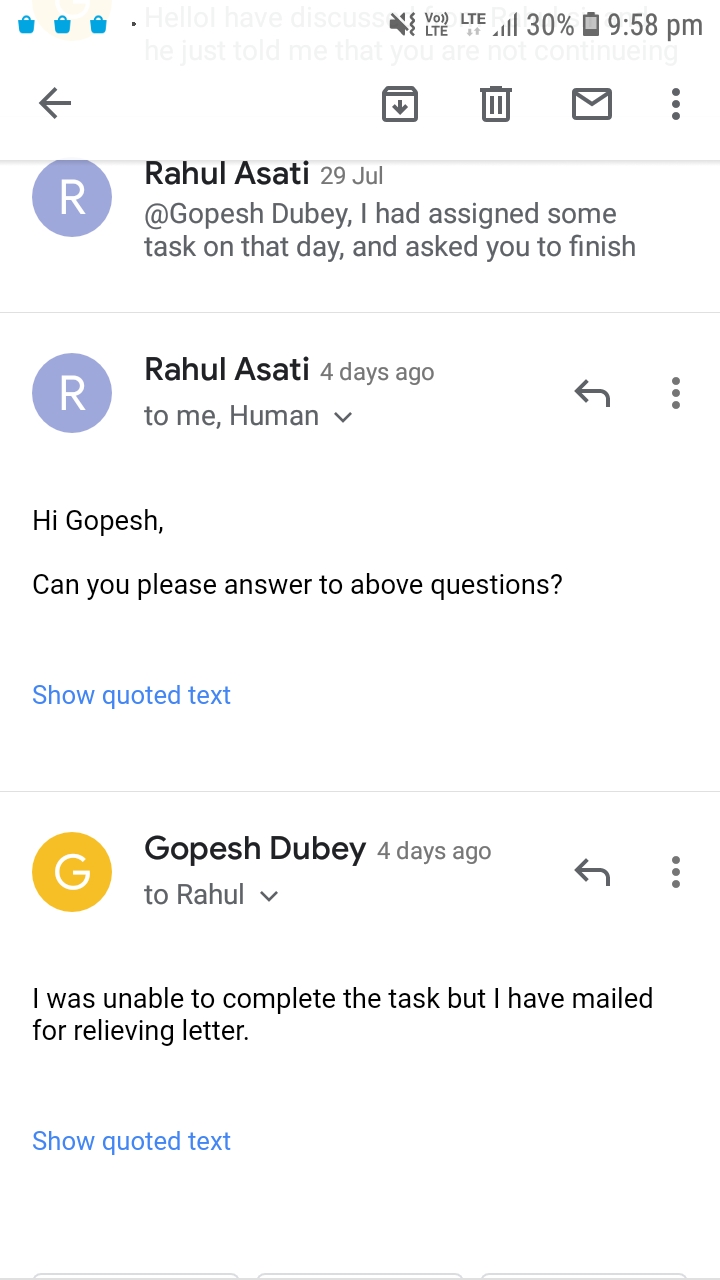 Hello I have discuss
Vo)) LTE LTE 30% 9:58 pm
he just told me that you are not continueing
R
Rahul Asati 29 Jul
@Gopesh Dubey, I had assigned some
task on that day, and asked you to finish
R
Rahul Asati 4 days ago
to me, Human
Hi Gopesh,
Can you please answer to above questions?
Show quoted text
G
Gopesh Dubey 4 days ago
to Rahul
I was unable to complete the task but I have mailed
for relieving letter.
Show quoted text